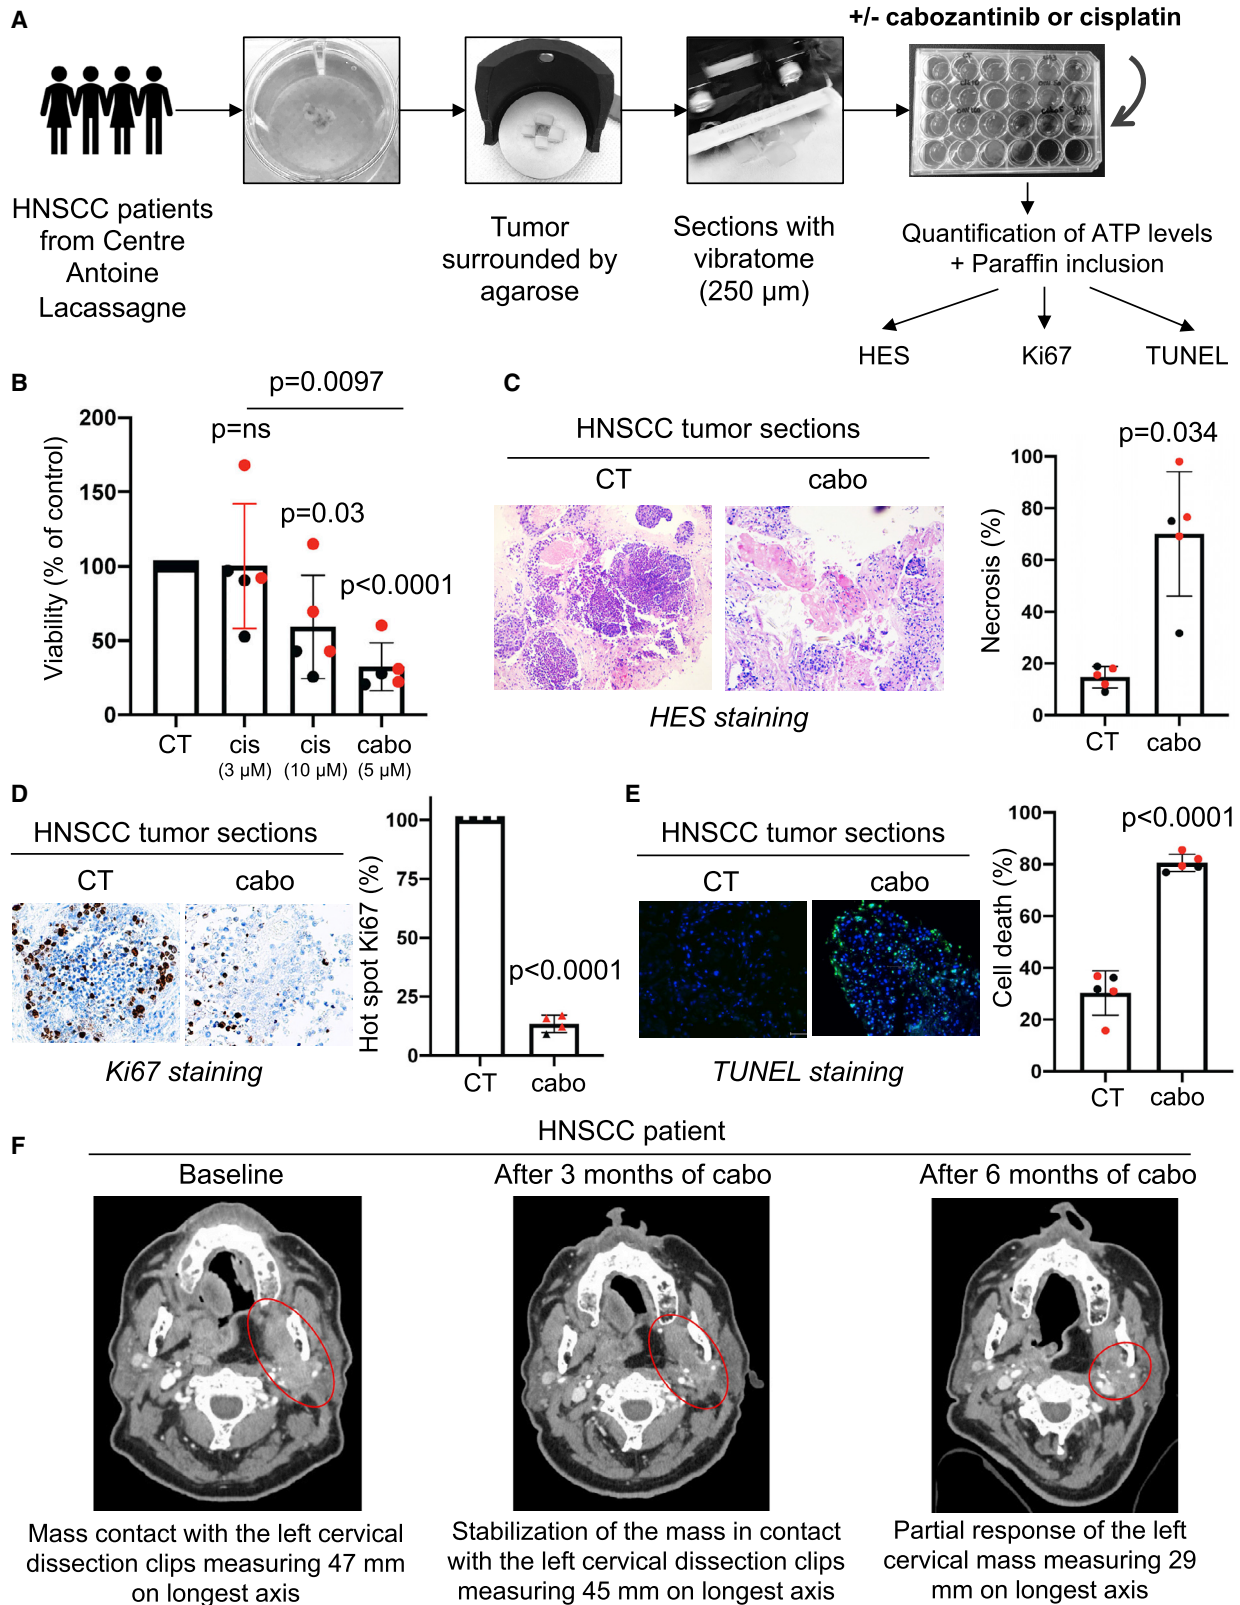 A
+/- cabozantinib or cisplatin
HNSCC patients
from Centre
Antoine
Lacassagne
Tumor
surrounded by
agarose
Sections with
vibratome
(250 µm)
Quantification of ATP levels
+ Paraffin inclusion
HES
Ki67
TUNEL
B
p=0.0097
p=ns
p=0.03
p<0.0001
Viability (% of control)
200
150
100
50
0
CT
cis
(3 µM)
cis
(10 µM)
cabo
(5 µM)
C
HNSCC tumor sections
CT
cabo
HES staining
p=0.034
Necrosis (%)
100
80
60
40
20
0
CT
cabo
D
HNSCC tumor sections
CT
cabo
Ki67 staining
Hot spot Ki67 (%)
100
75
50
25
0
p<0.0001
CT
cabo
E
HNSCC tumor sections
CT
cabo
TUNEL staining
Cell death (%)
100
80
60
40
20
0
p<0.0001
CT
cabo
F
HNSCC patient
Baseline
After 3 months of cabo
After 6 months of cabo
Mass contact with the left cervical
dissection clips measuring 47 mm
on longest axis
Stabilization of the mass in contact
with the left cervical dissection clips
measuring 45 mm on longest axis
Partial response of the left
cervical mass measuring 29
mm on longest axis